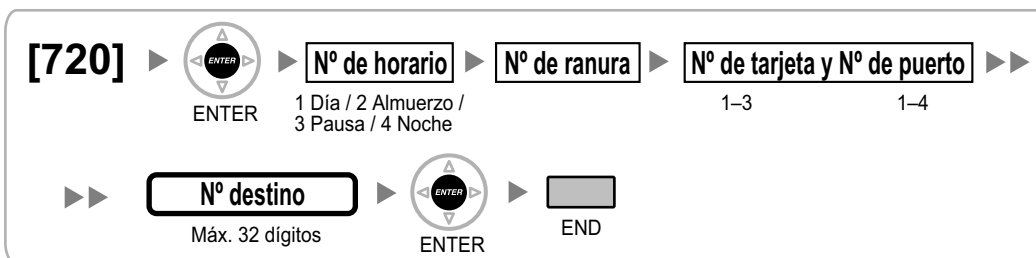 [720] ENTER Nº de horario Nº de ranura Nº de tarjeta y Nº de puerto
ENTER 1 Día / 2 Almuerzo / 1–3 1–4
3 Pausa / 4 Noche
Nº destino ENTER
Máx. 32 dígitos ENTER END